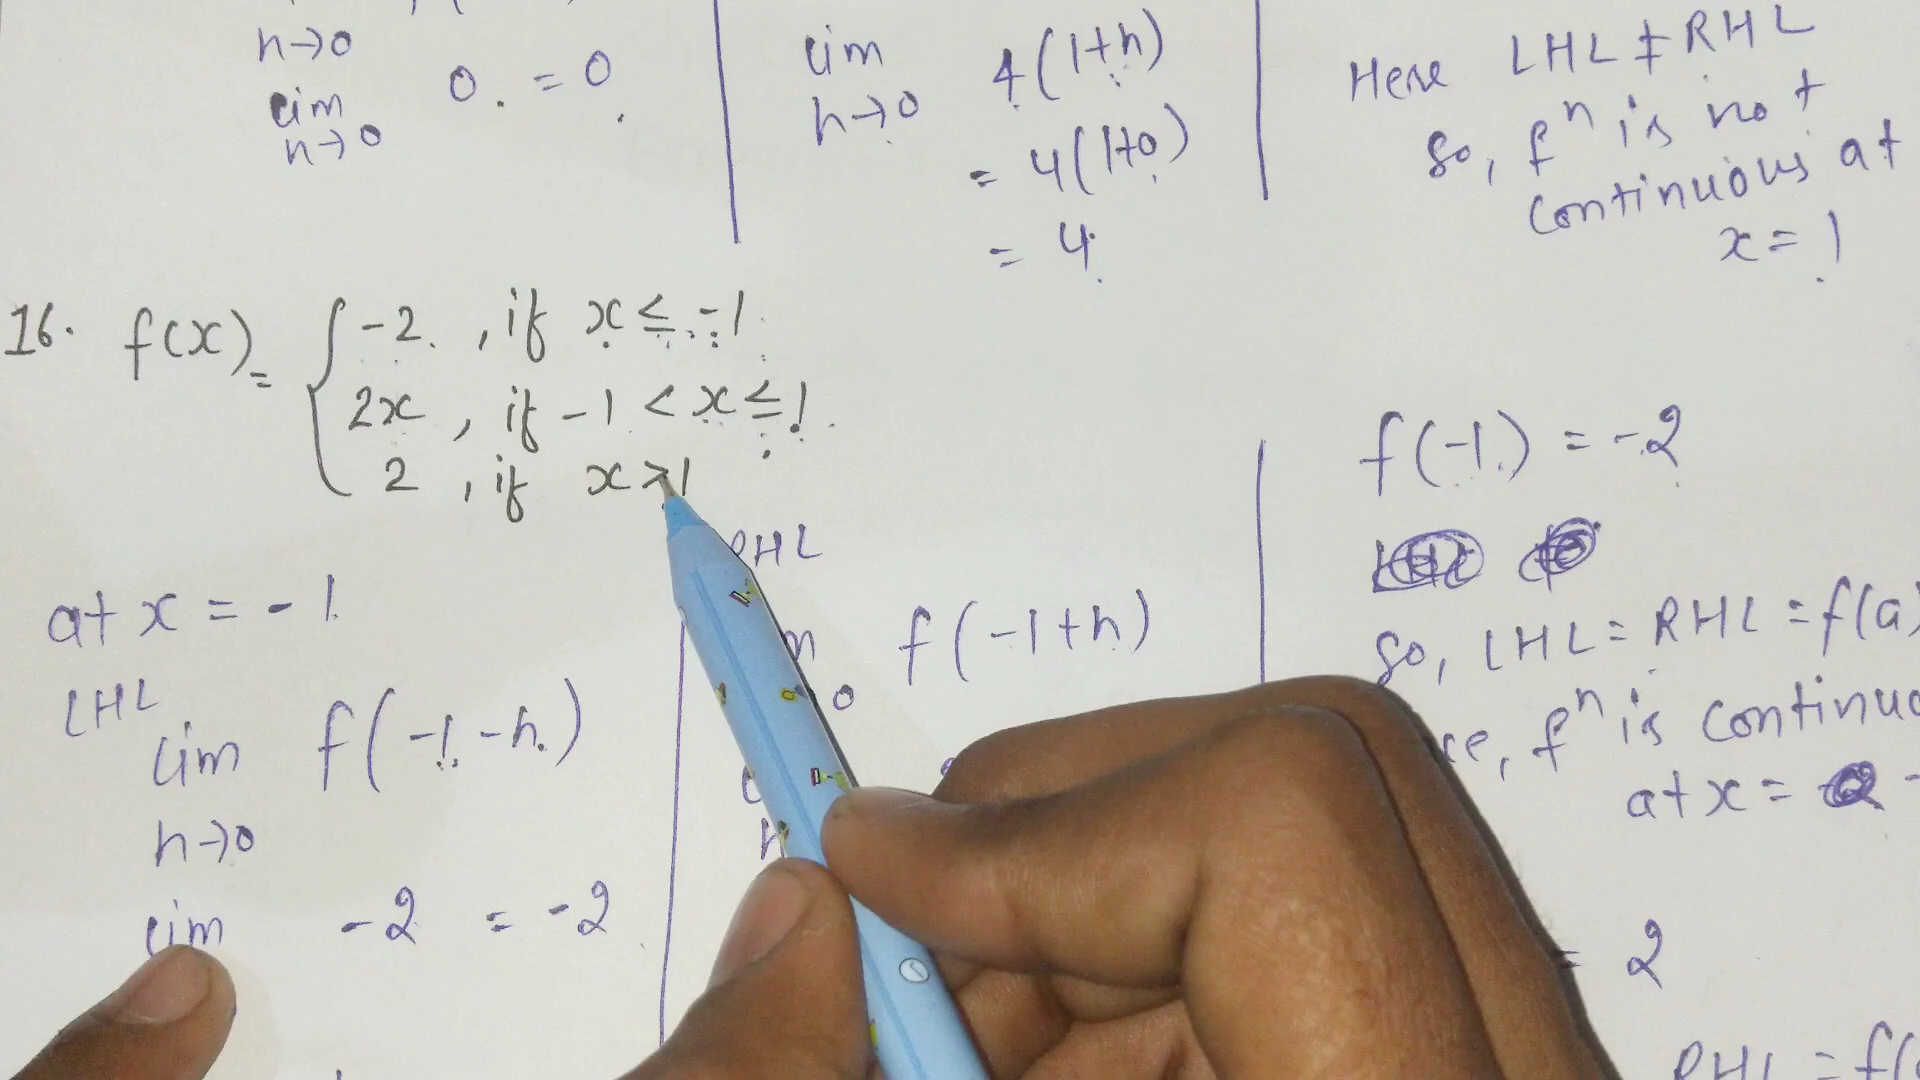 h→0
lim 0. = 0
h→0
lim 4(1+h)
h→0
= 4(1+0)
= 4
Here LHL ≠ RHL
so, fⁿ is not
continuous at
x = 1
16. f(x) = { -2, if x ≤ -1
2x, if -1 < x ≤ 1
2, if x > 1
at x = -1
LHL
lim f(-1-h)
h→0
lim -2 = -2
RHL
f(-1+h)
f(-1) = -2
so, LHL = RHL = f(a)
fⁿ is continuo
at x =
= 2
RHL = f(